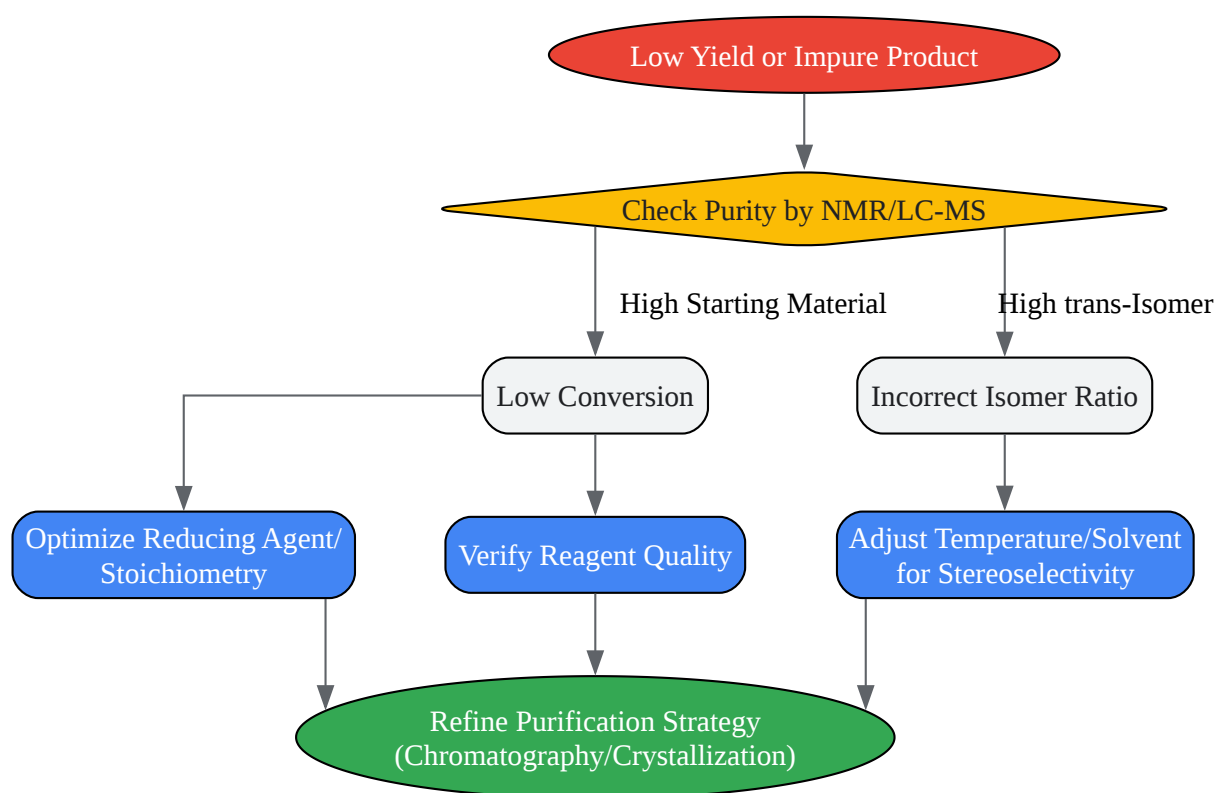 Low Yield or Impure Product
Check Purity by NMR/LC-MS
High Starting Material
High trans-Isomer
Low Conversion
Incorrect Isomer Ratio
Optimize Reducing Agent/
Stoichiometry
Verify Reagent Quality
Adjust Temperature/Solvent
for Stereoselectivity
Refine Purification Strategy
(Chromatography/Crystallization)